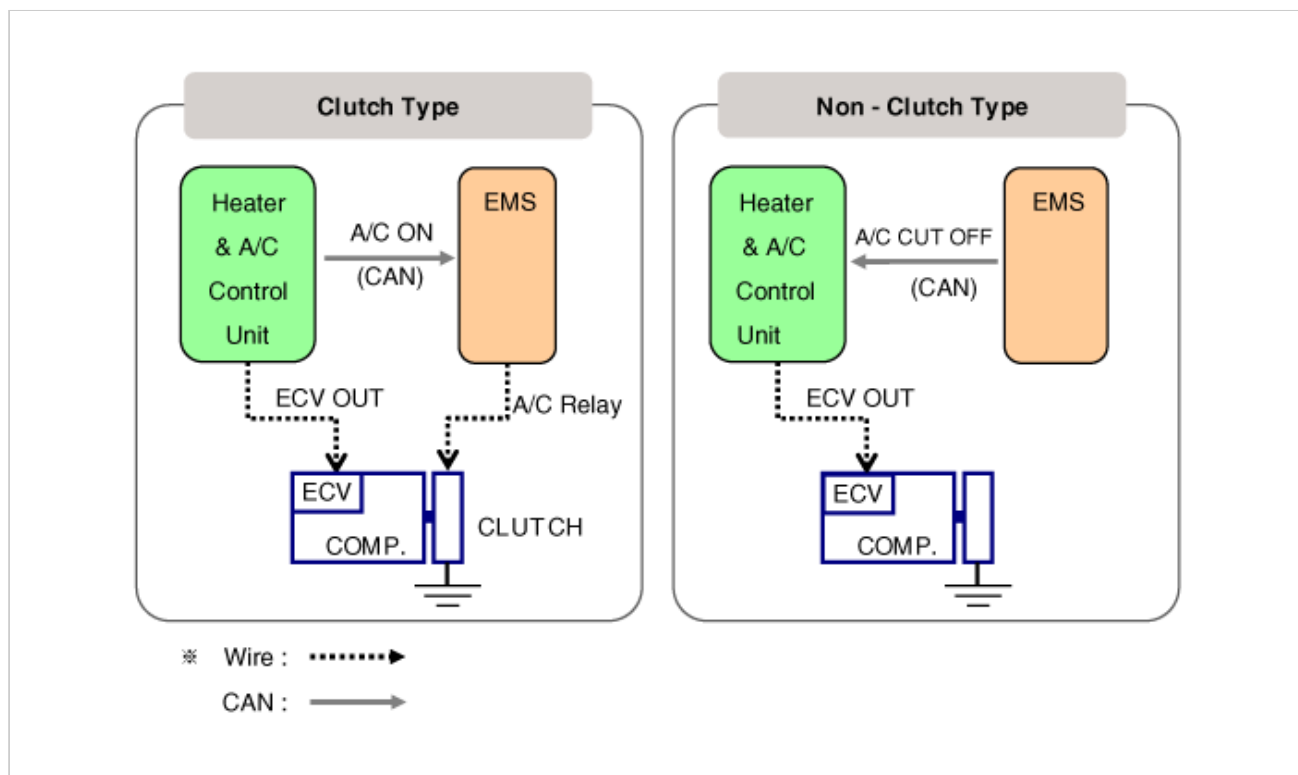 Clutch Type
Heater
& A/C
Control
Unit
A/C ON
(CAN)
EMS
ECV OUT
A/C Relay
ECV
COMP.
CLUTCH
Non - Clutch Type
Heater
& A/C
Control
Unit
A/C CUT OFF
(CAN)
EMS
ECV OUT
ECV
COMP.
※ Wire :
CAN :